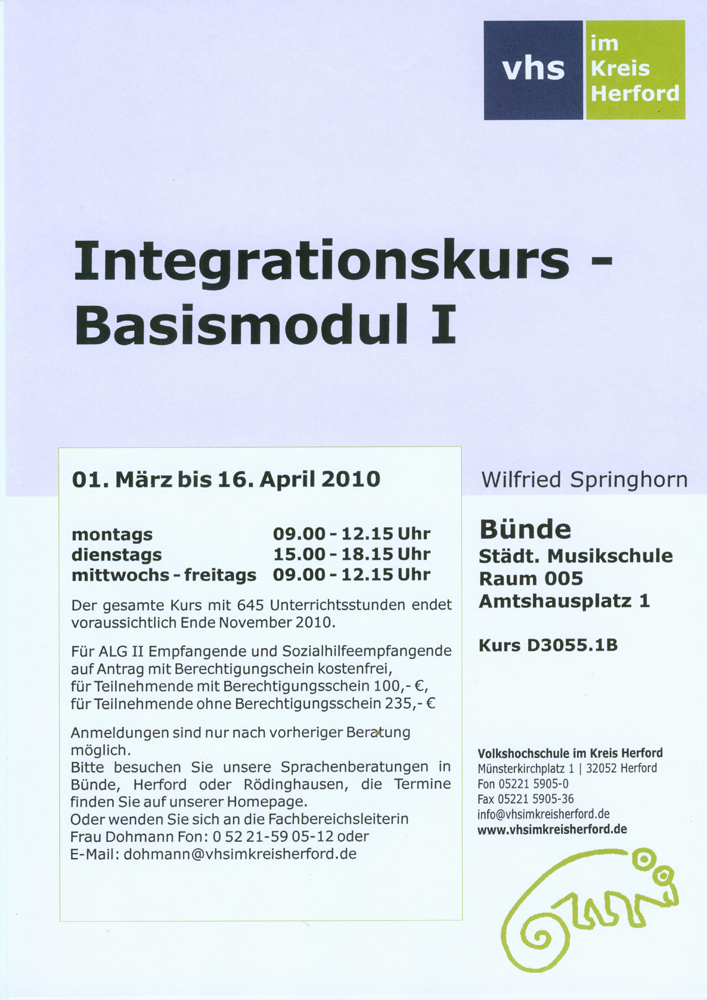 vhs
im
Kreis
Herford
Integrationskurs -
Basismodul I
01. März bis 16. April 2010
montags 09.00 - 12.15 Uhr
dienstags 15.00 - 18.15 Uhr
mittwochs - freitags 09.00 - 12.15 Uhr
Der gesamte Kurs mit 645 Unterrichtsstunden endet
voraussichtlich Ende November 2010.
Für ALG II Empfangende und Sozialhilfeempfangende
auf Antrag mit Berechtigungschein kostenfrei,
für Teilnehmende mit Berechtigungsschein 100,- €,
für Teilnehmende ohne Berechtigungsschein 235,- €
Anmeldungen sind nur nach vorheriger Beratung
möglich.
Bitte besuchen Sie unsere Sprachenberatungen in
Bünde, Herford oder Rödinghausen, die Termine
finden Sie auf unserer Homepage.
Oder wenden Sie sich an die Fachbereichsleiterin
Frau Dohmann Fon: 0 52 21-59 05-12 oder
E-Mail: dohmann@vhsimkreisherford.de
Wilfried Springhorn
Bünde
Städt. Musikschule
Raum 005
Amtshausplatz 1
Kurs D3055.1B
Volkshochschule im Kreis Herford
Münsterkirchplatz 1 | 32052 Herford
Fon 05221 5905-0
Fax 05221 5905-36
info@vhsimkreisherford.de
www.vhsimkreisherford.de